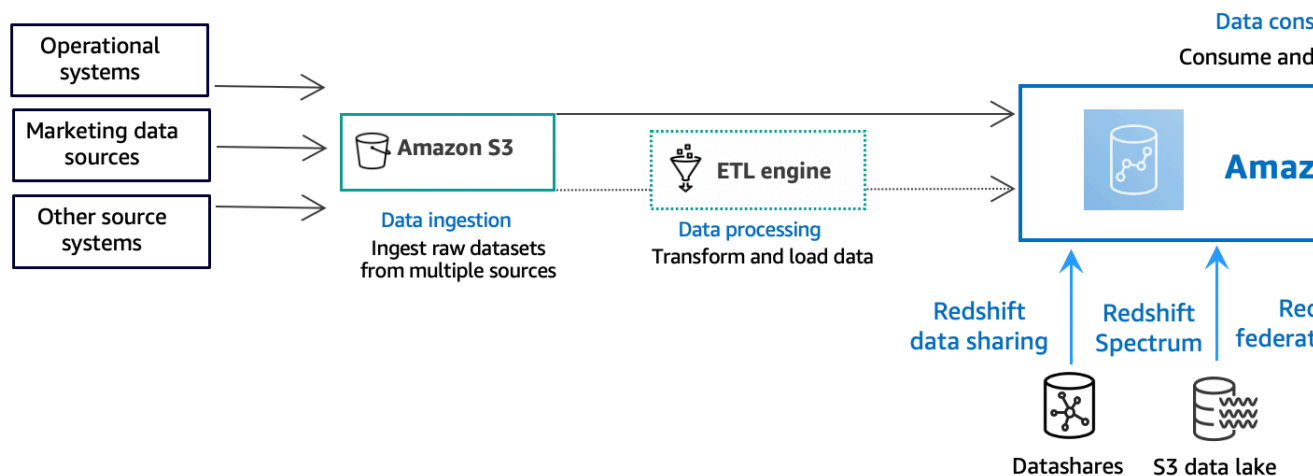 Operational
systems
Marketing data
sources
Other source
systems
Amazon S3
Data ingestion
Ingest raw datasets
from multiple sources
ETL engine
Data processing
Transform and load data
Data cons
Consume and
Amaz
Redshift
data sharing
Redshift
Spectrum
Rec
federat
Datashares
S3 data lake